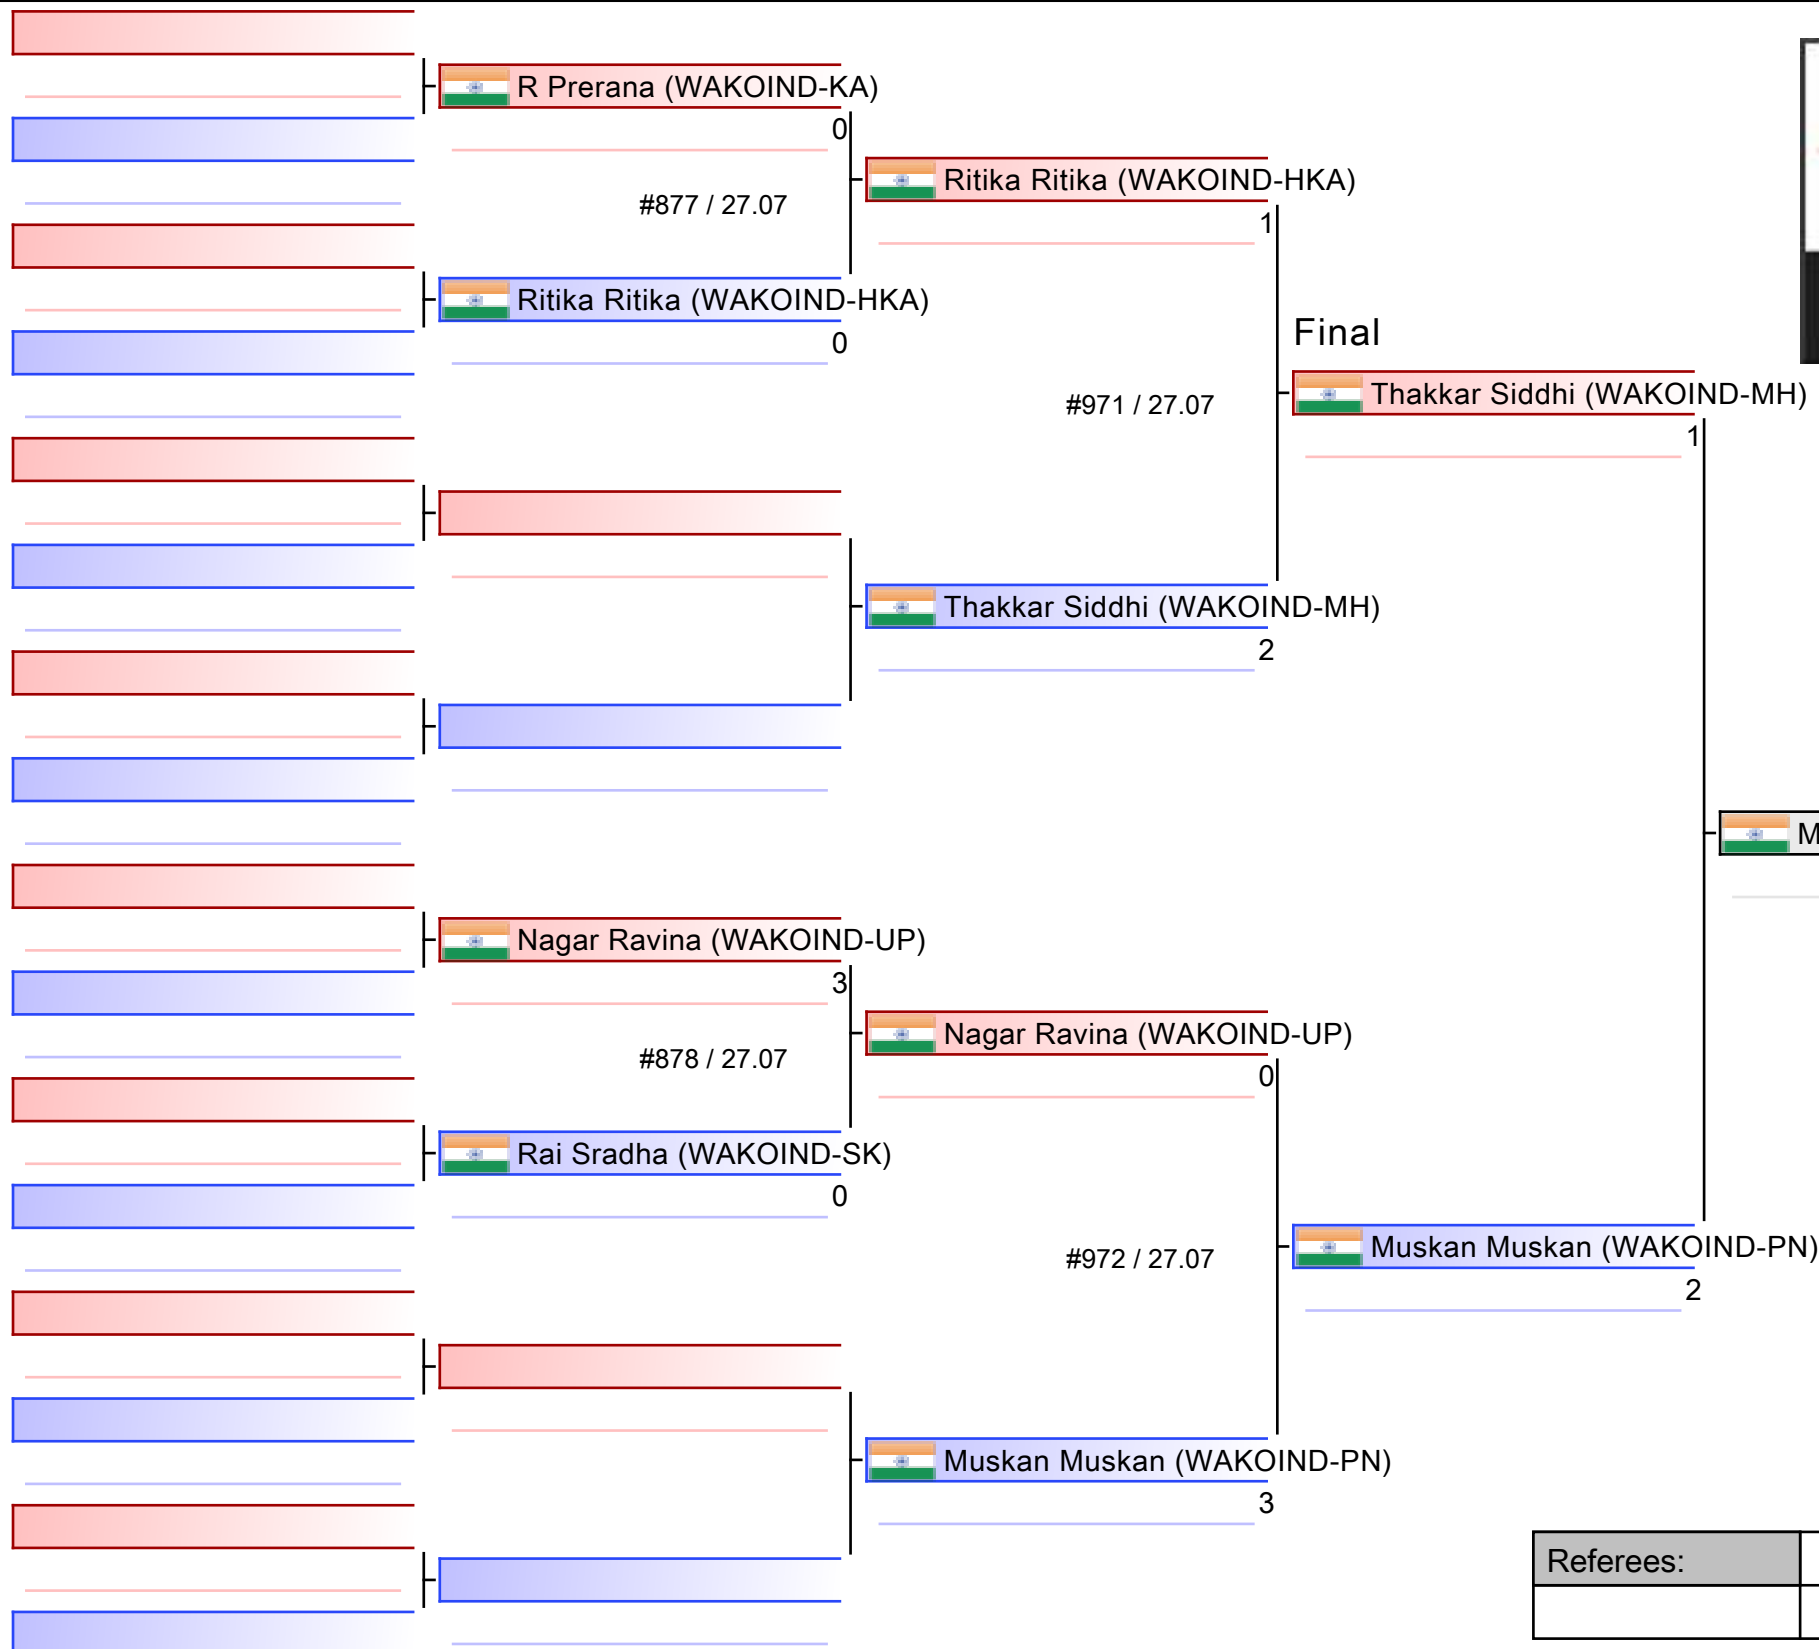 R Prerana (WAKOIND-KA)
0
#877 / 27.07
Ritika Ritika (WAKOIND-HKA)
0
Ritika Ritika (WAKOIND-HKA)
1
#971 / 27.07
Thakkar Siddhi (WAKOIND-MH)
2
Final
Thakkar Siddhi (WAKOIND-MH)
1
M
Nagar Ravina (WAKOIND-UP)
3
#878 / 27.07
Rai Sradha (WAKOIND-SK)
0
Nagar Ravina (WAKOIND-UP)
0
#972 / 27.07
Muskan Muskan (WAKOIND-PN)
3
Muskan Muskan (WAKOIND-PN)
2
Referees: